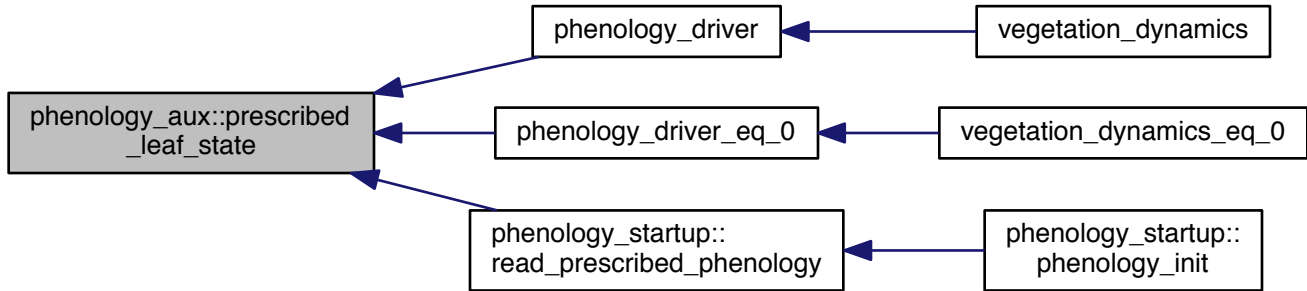 phenology_aux::prescribed
_leaf_state
phenology_driver
vegetation_dynamics
phenology_driver_eq_0
vegetation_dynamics_eq_0
phenology_startup::
read_prescribed_phenology
phenology_startup::
phenology_init